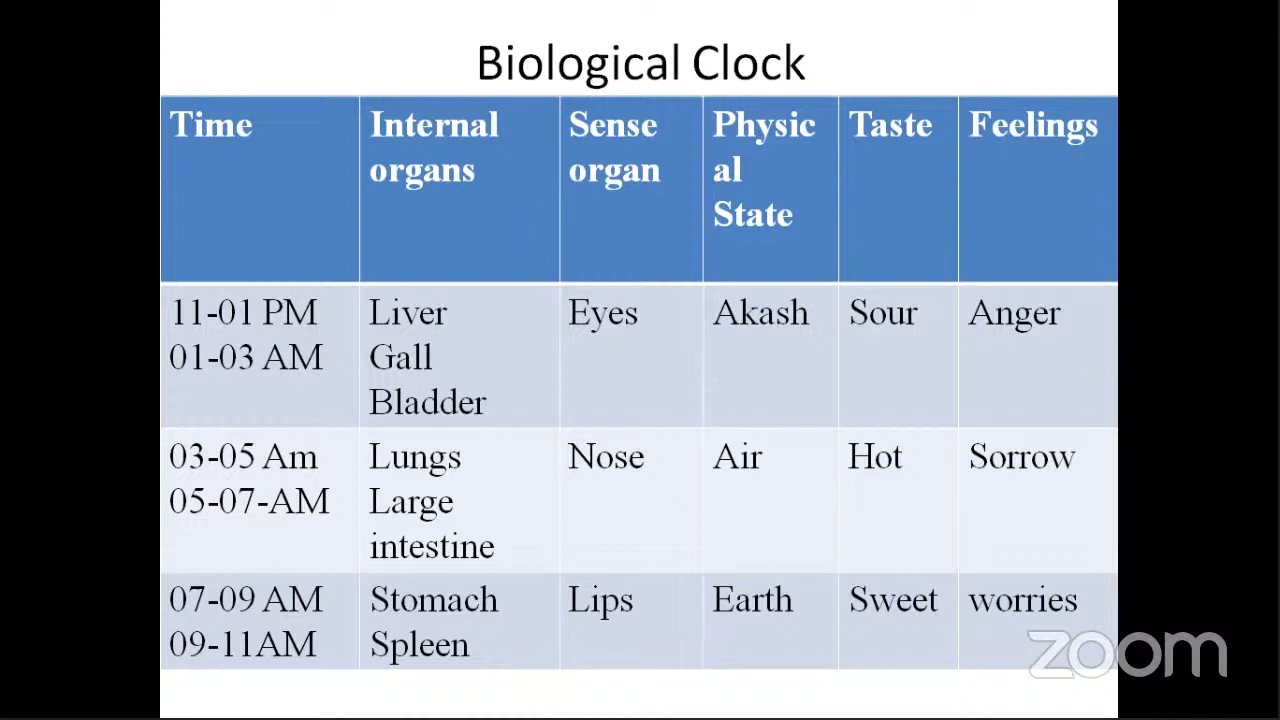 Biological Clock
Time
Internal
organs
Sense
organ
Physic
al
State
Taste
Feelings
11-01 PM
01-03 AM
Liver
Gall
Bladder
Eyes
Akash
Sour
Anger
03-05 Am
05-07-AM
Lungs
Large
intestine
Nose
Air
Hot
Sorrow
07-09 AM
09-11AM
Stomach
Spleen
Lips
Earth
Sweet
worries
zoom